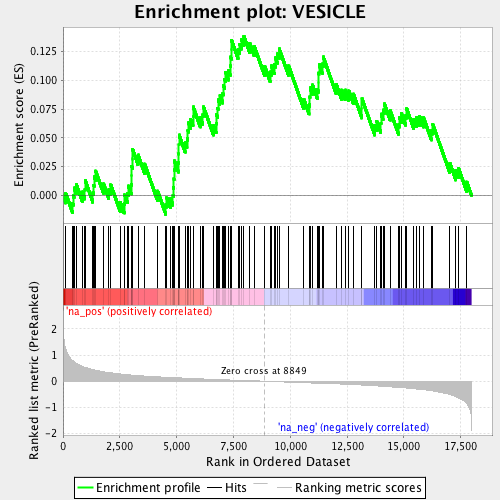 Enrichment plot: VESICLE
Enrichment score (ES)
0.125
0.100
0.075
0.050
0.025
0.000
'na_pos' (positively correlated)
Ranked list metric (PreRanked)
2
1
0
-1
-2
Zero cross at 8849
'na_neg' (negatively correlated)
0
2,500
5,000
7,500
10,000
12,500
15,000
17,500
Rank in Ordered Dataset
Enrichment profile
Hits
Ranking metric scores